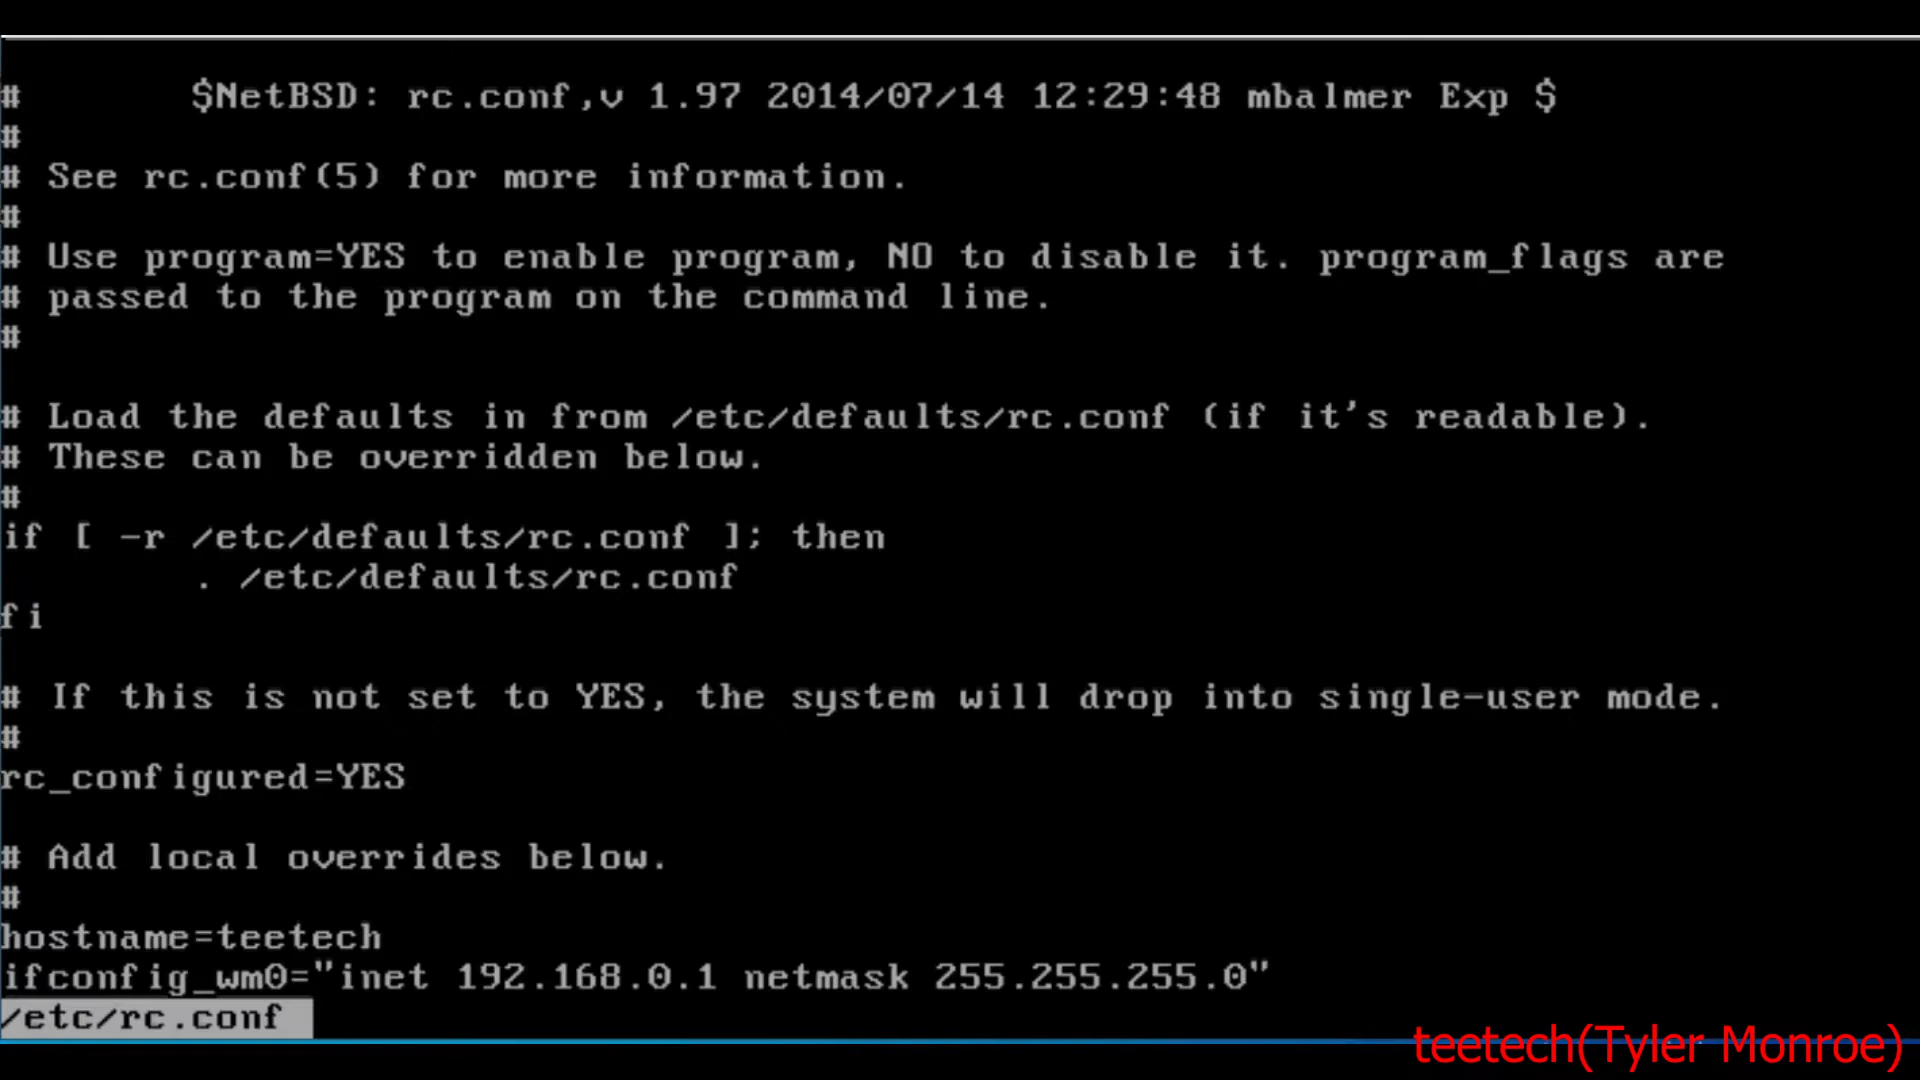 #       $NetBSD: rc.conf,v 1.97 2014/07/14 12:29:48 mbalmer Exp $
#
# See rc.conf(5) for more information.
#
# Use program=YES to enable program, NO to disable it. program_flags are
# passed to the program on the command line.
#
# Load the defaults in from /etc/defaults/rc.conf (if it's readable).
# These can be overridden below.
#
if [ -r /etc/defaults/rc.conf ]; then
        . /etc/defaults/rc.conf
fi
# If this is not set to YES, the system will drop into single-user mode.
#
rc_configured=YES
# Add local overrides below.
#
hostname=teetech
ifconfig_wm0="inet 192.168.0.1 netmask 255.255.255.0"
/etc/rc.conf
teetech(Tyler Monroe)